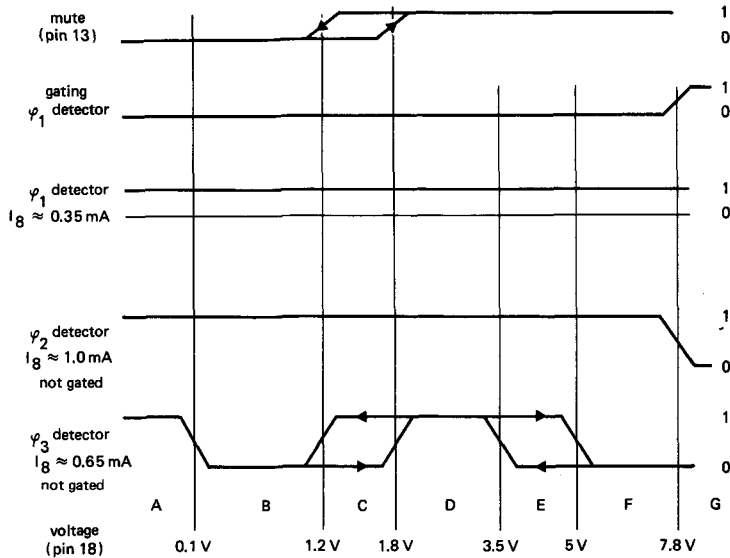 mute
(pin 13)
1
0
gating
φ1 detector
1
0
φ1 detector
I8 ≈ 0.35 mA
1
0
φ2 detector
I8 ≈ 1.0 mA
not gated
1
0
φ3 detector
I8 ≈ 0.65 mA
not gated
1
0
A B C D E F G
voltage
(pin 18)
0.1 V 1.2 V 1.8 V 3.5 V 5 V 7.8 V